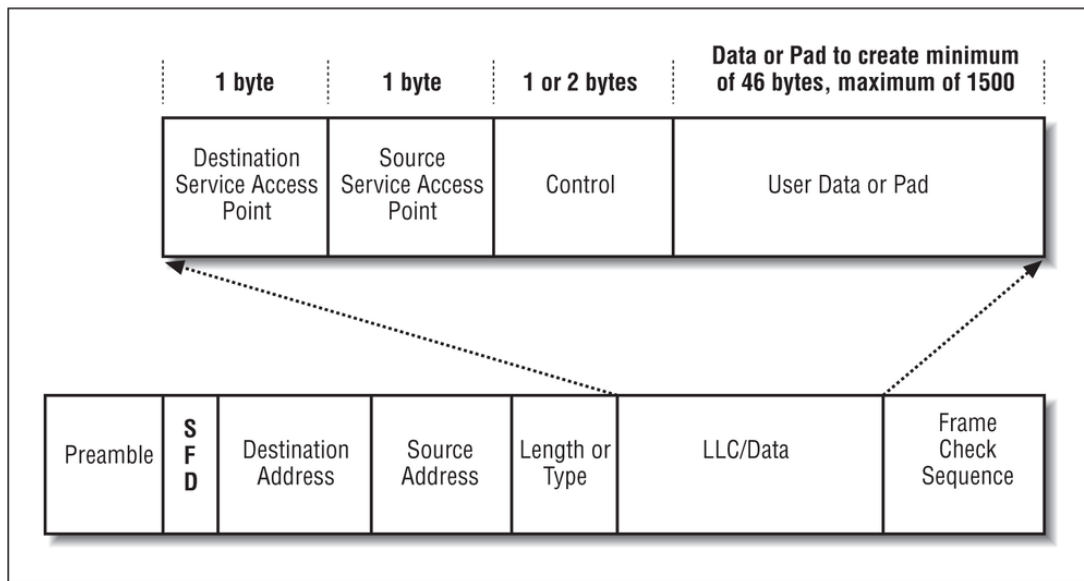 1 byte
1 byte
1 or 2 bytes
Data or Pad to create minimum
of 46 bytes, maximum of 1500
Destination
Service Access
Point
Source
Service Access
Point
Control
User Data or Pad
Preamble
S
F
D
Destination
Address
Source
Address
Length or
Type
LLC/Data
Frame
Check
Sequence